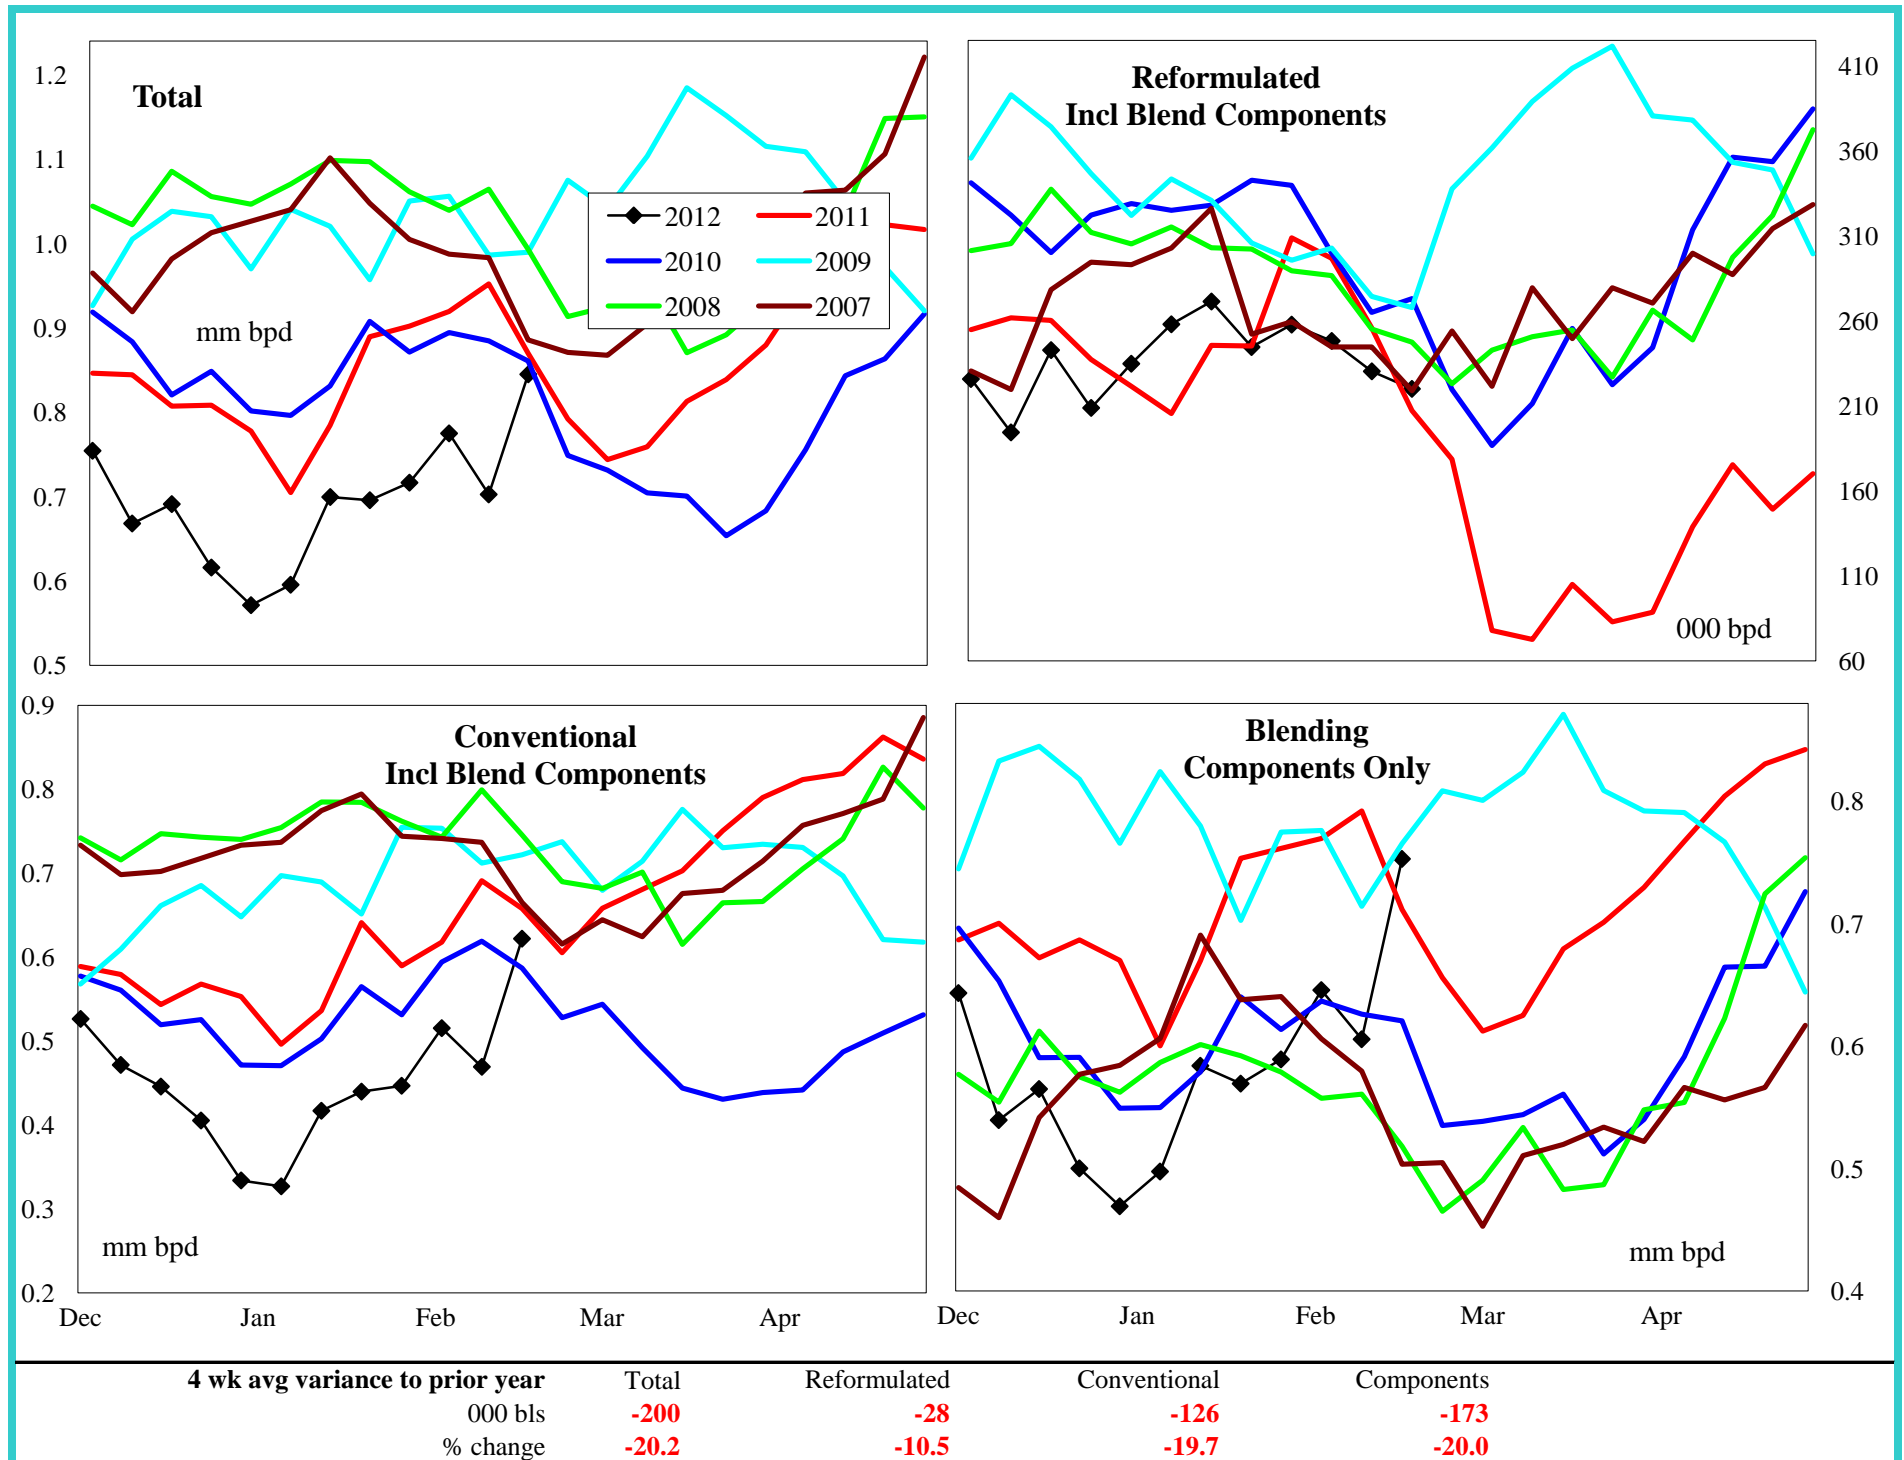 Total
1.2
1.1
1.0
0.9
0.8
0.7
0.6
0.5
mm bpd
2012 2011
2010 2009
2008 2007
Reformulated
Incl Blend Components
410
360
310
260
210
160
110
60
000 bpd
Conventional
Incl Blend Components
0.9
0.8
0.7
0.6
0.5
0.4
0.3
0.2
mm bpd
Dec Jan Feb Mar Apr
Blending
Components Only
0.8
0.7
0.6
0.5
0.4
mm bpd
Dec Jan Feb Mar Apr
4 wk avg variance to prior year Total Reformulated Conventional Components
000 bls -200 -28 -126 -173
% change -20.2 -10.5 -19.7 -20.0